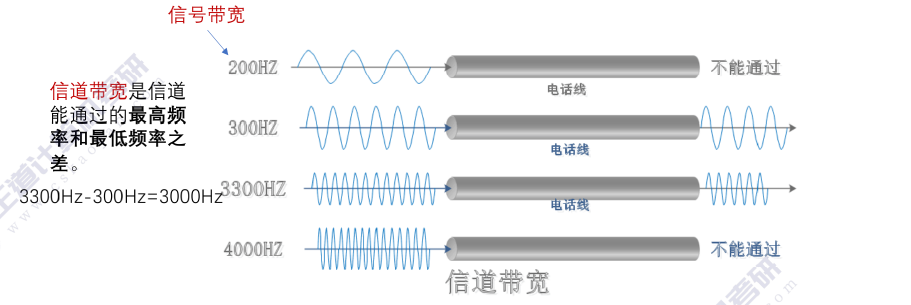 信号带宽
200HZ
不能通过
电话线
信道带宽是信道
能通过的最高频
率和最低频率之
差。
3300Hz-300Hz=3000Hz
300HZ
电话线
3300HZ
电话线
4000HZ
不能通过
信道带宽